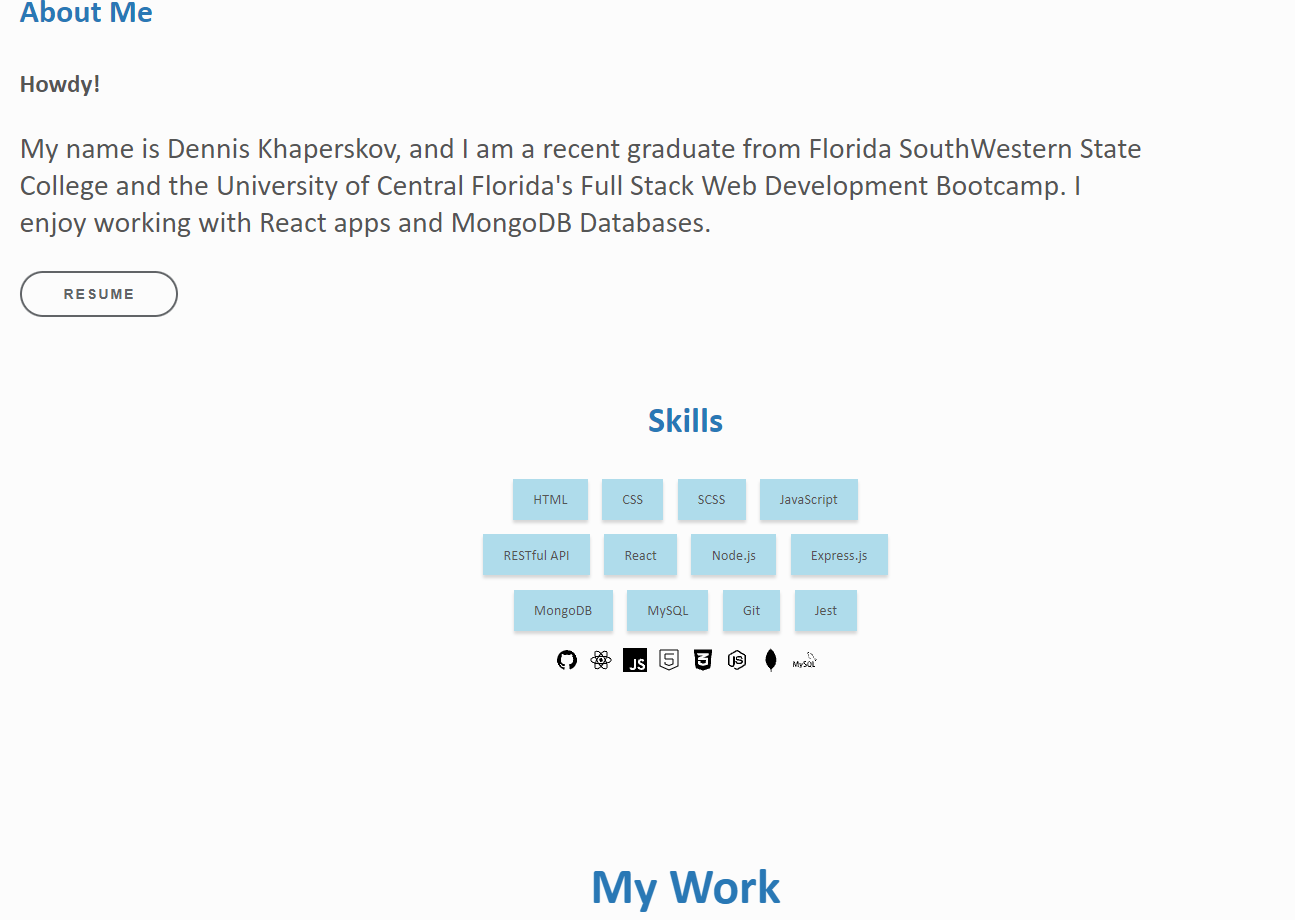 About Me
Howdy!
My name is Dennis Khaperskov, and I am a recent graduate from Florida SouthWestern State
College and the University of Central Florida's Full Stack Web Development Bootcamp. I
enjoy working with React apps and MongoDB Databases.
RESUME
Skills
HTML CSS SCSS JavaScript
RESTful API React Node.js Express.js
MongoDB MySQL Git Jest
JS 5 3 JS MySQL
My Work